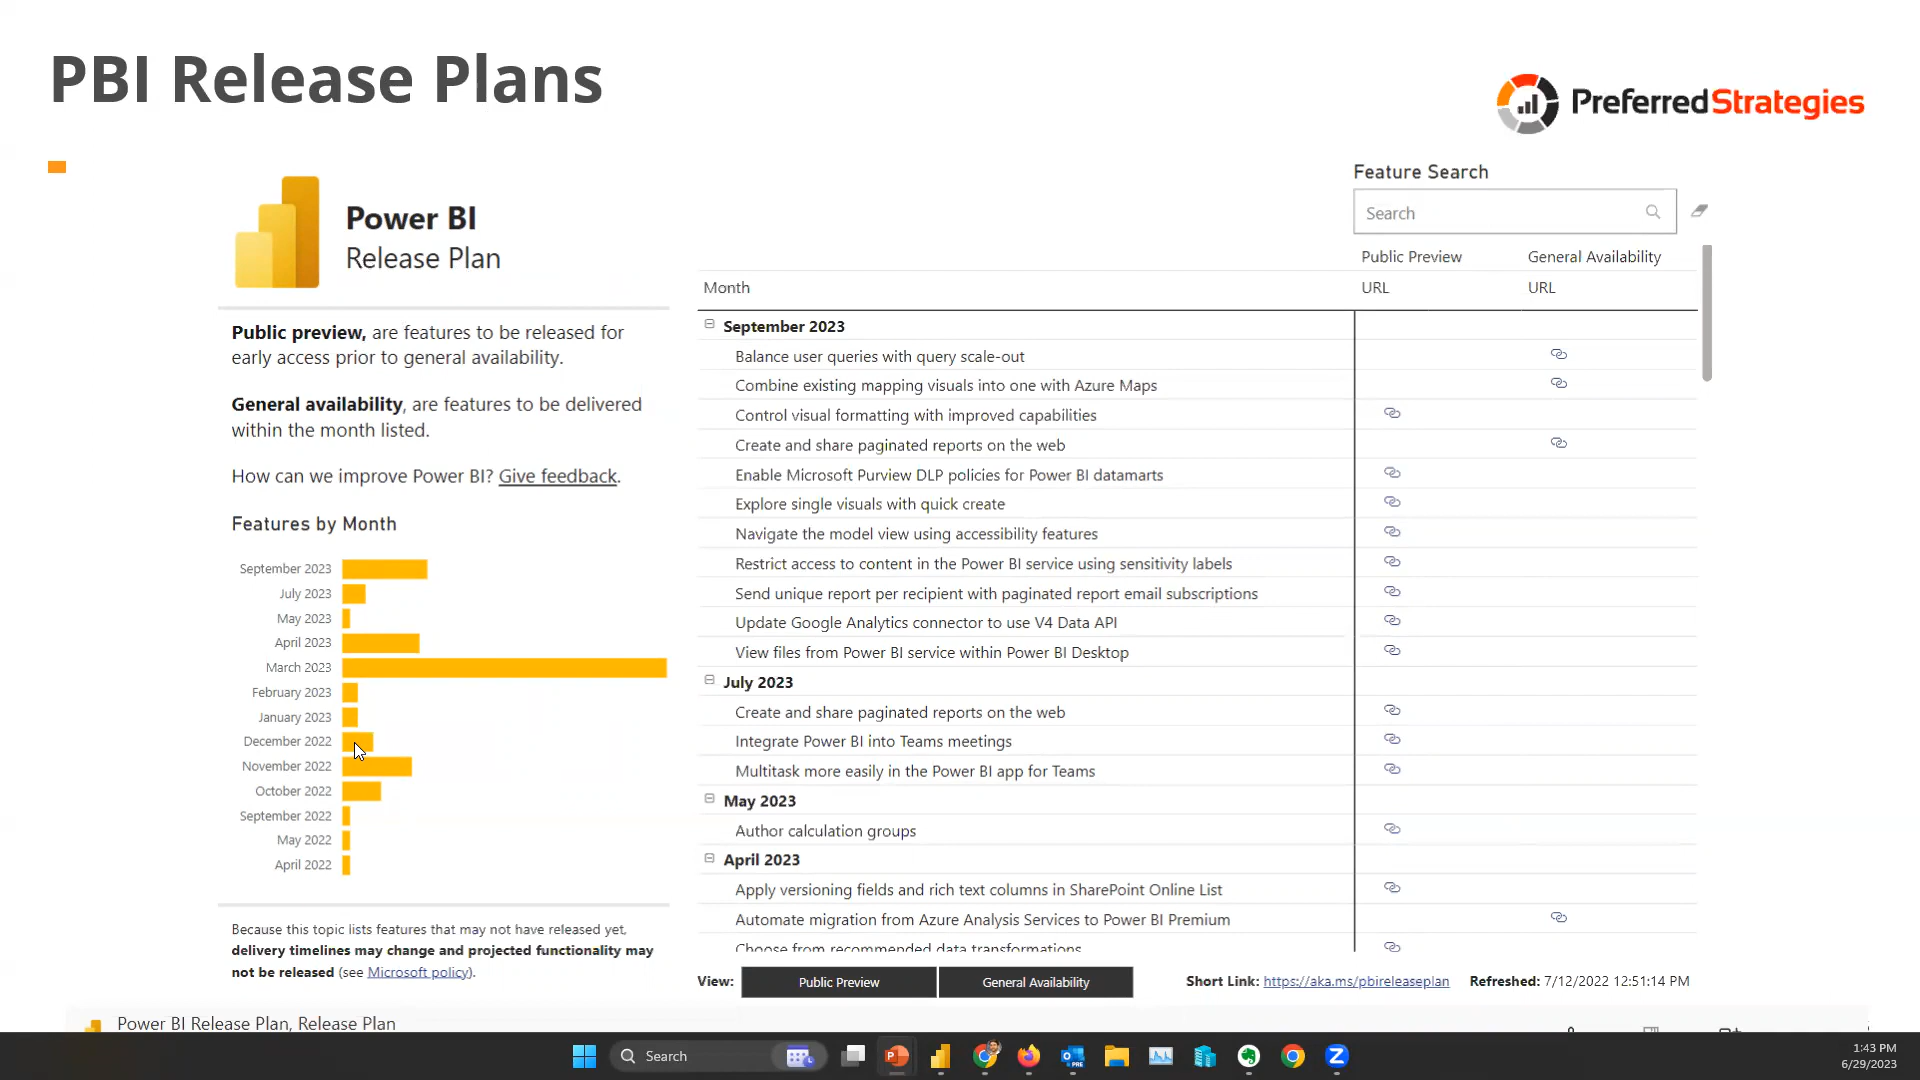 PBI Release Plans
PreferredStrategies
Power BI
Release Plan
Public preview, are features to be released for
early access prior to general availability.
General availability, are features to be delivered
within the month listed.
How can we improve Power BI? Give feedback.
Features by Month
September 2023
July 2023
May 2023
April 2023
March 2023
February 2023
January 2023
December 2022
November 2022
October 2022
September 2022
May 2022
April 2022
Because this topic lists features that may not have released yet,
delivery timelines may change and projected functionality may
not be released (see Microsoft policy).
Feature Search
Search
Public Preview General Availability
Month URL URL
September 2023
Balance user queries with query scale-out
Combine existing mapping visuals into one with Azure Maps
Control visual formatting with improved capabilities
Create and share paginated reports on the web
Enable Microsoft Purview DLP policies for Power BI datamarts
Explore single visuals with quick create
Navigate the model view using accessibility features
Restrict access to content in the Power BI service using sensitivity labels
Send unique report per recipient with paginated report email subscriptions
Update Google Analytics connector to use V4 Data API
View files from Power BI service within Power BI Desktop
July 2023
Create and share paginated reports on the web
Integrate Power BI into Teams meetings
Multitask more easily in the Power BI app for Teams
May 2023
Author calculation groups
April 2023
Apply versioning fields and rich text columns in SharePoint Online List
Automate migration from Azure Analysis Services to Power BI Premium
Choose from recommended data transformations
View: Public Preview General Availability Short Link: https://aka.ms/pbireleaseplan Refreshed: 7/12/2022 12:51:14 PM
Power BI Release Plan, Release Plan
Search
1:43 PM
6/29/2023